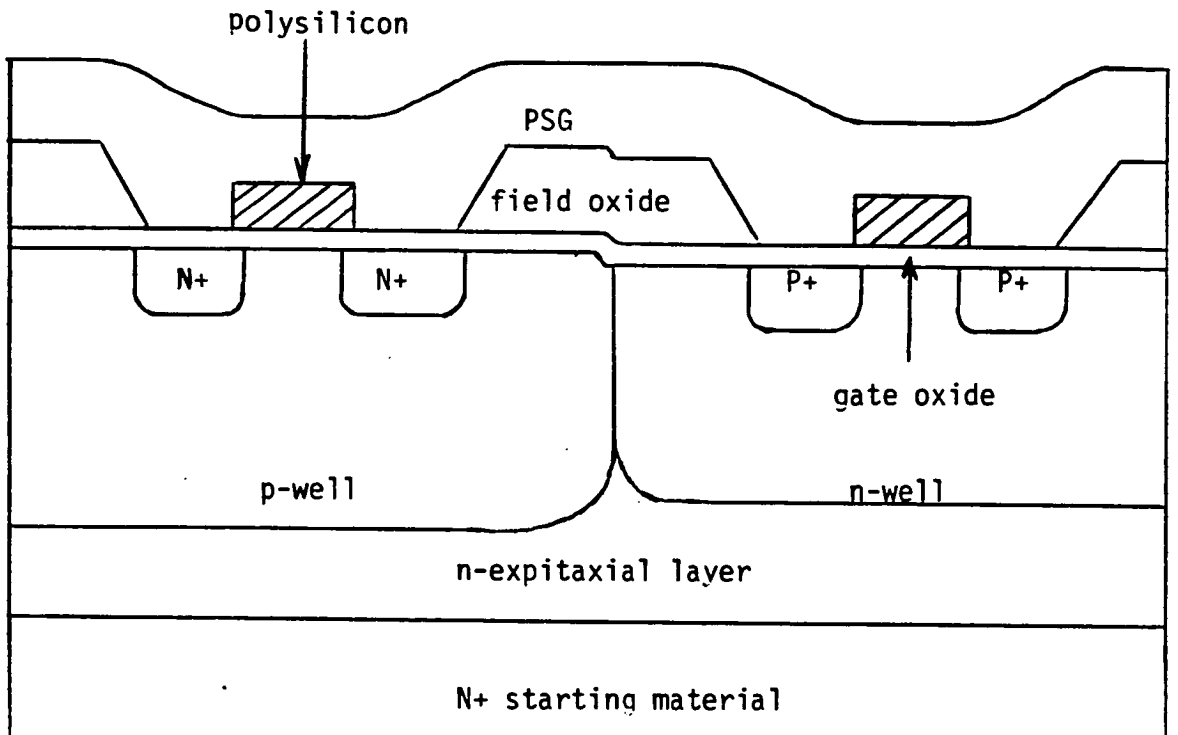 polysilicon
PSG
field oxide
N+ N+ P+ P+
gate oxide
p-well n-well
n-expitaxial layer
N+ starting material